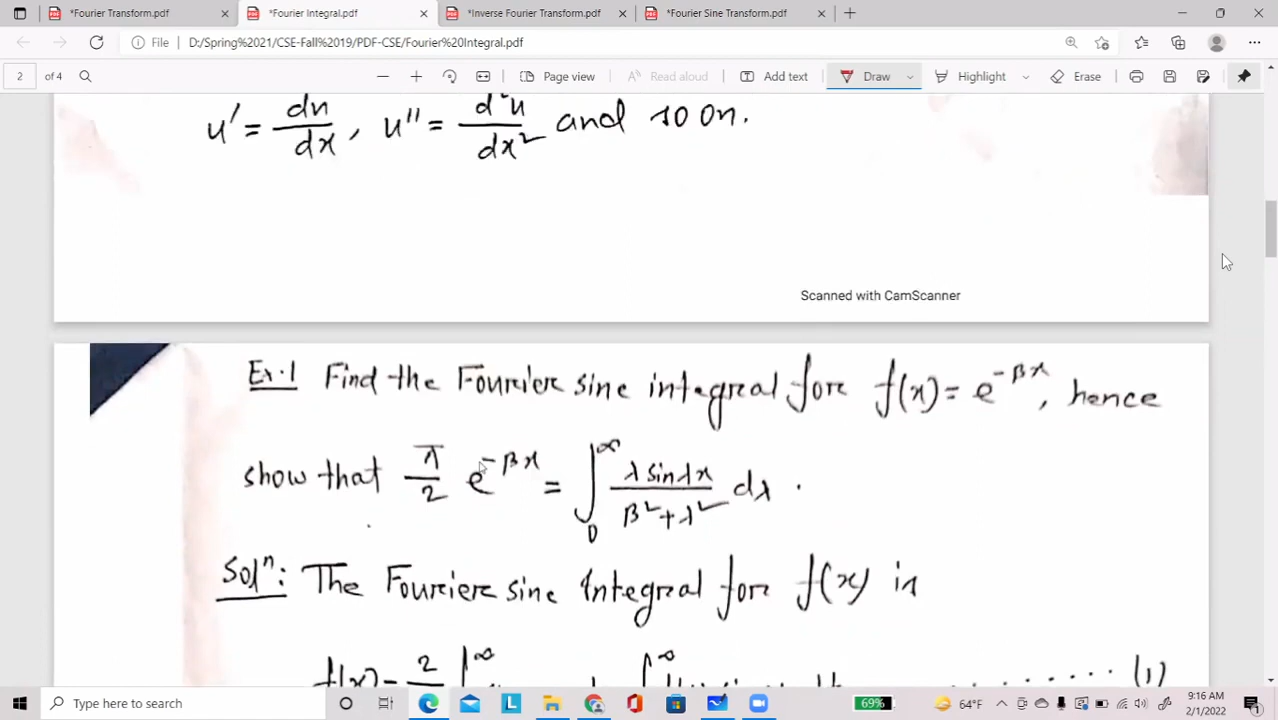 *Fourier Transform.pdf
*Fourier Integral.pdf
*Inverse Fourier Transform.pdf
*Fourier Sine Transform.pdf
File D:/Spring%2021/CSE-Fall%2019/PDF-CSE/Fourier%20Integral.pdf
2 of 4 Page view Read aloud Add text Draw Highlight Erase
u' = du/dx, u'' = d²u/dx² and so on.
Scanned with CamScanner
Ex.1 Find the Fourier sine integral for f(x) = e^{-βx}, hence
show that π/2 e^{-βx} = ∫₀^∞ λ sinλx / β²+λ² dλ .
Solⁿ: The Fourier sine Integral for f(x) is
f(x) = 2 ∫^∞ ∫^∞ ........ (1)
Type here to search
69%
64°F
9:16 AM
2/1/2022
1